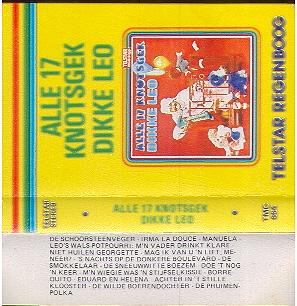 ALLE 17
KNOTSGEK
DIKKE LEO
ALLE 17 KNOTSGEK
DIKKE LEO
TELSTAR REGENBOOG
TELSTAR
STEREO
ALLE 17 KNOTSGEK
DIKKE LEO
TMC
DE SCHOORSTEENVEGER - IRMA LA DOUCE - MANUELA -
LEO'S WALS-POTPOURRI: M'N VADER DRINKT KLARE -
NIET HUILEN GEORGETTE - MAG IK VAN U 'N LIFT, ME-
NEER? - 'S NACHTS OP DE DONKERE BOULEVARD - DE
SMOKKELAAR - DE SNEEUWWITTE BOEZEM - DOE 'T NOG
'N KEER - M'N WIEGIE WAS 'N STIJFSELKISSIE - BORRE
QUITO - EDUARD EN HELENA - ACHTER IN 'T STILLE
KLOOSTER - DE WILDE BOERENDOCHTER - DE PRUIMEN-
POLKA